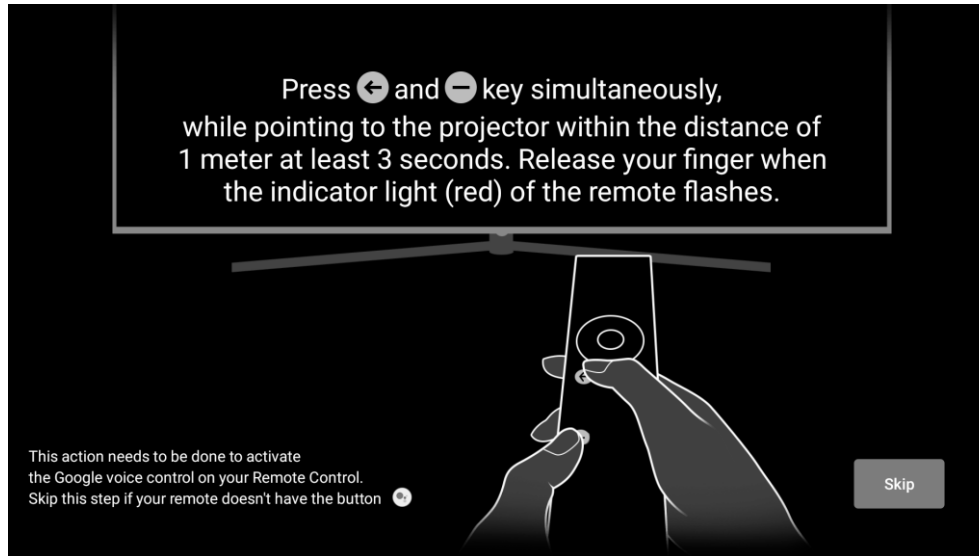 Press ← and − key simultaneously,
while pointing to the projector within the distance of
1 meter at least 3 seconds. Release your finger when
the indicator light (red) of the remote flashes.
This action needs to be done to activate
the Google voice control on your Remote Control.
Skip this step if your remote doesn't have the button
Skip